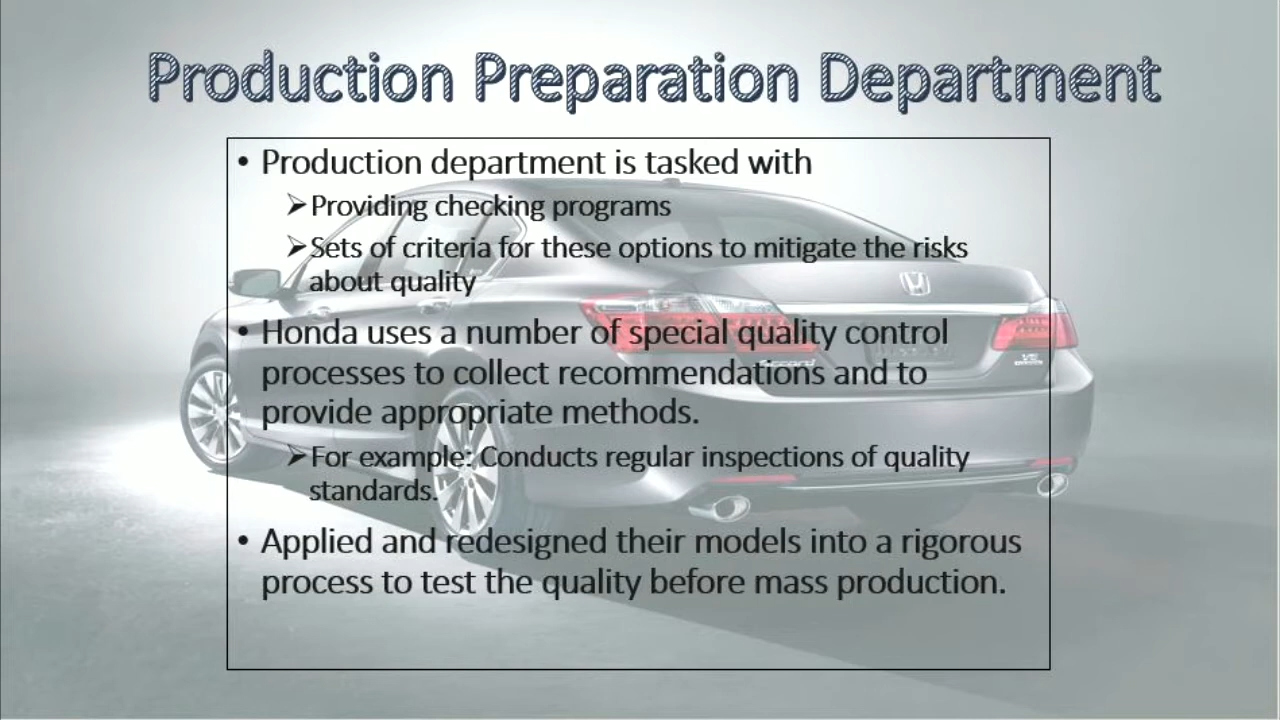 Production Preparation Department
• Production department is tasked with
➢Providing checking programs
➢Sets of criteria for these options to mitigate the risks
about quality
• Honda uses a number of special quality control
processes to collect recommendations and to
provide appropriate methods.
➢For example: Conducts regular inspections of quality
standards.
• Applied and redesigned their models into a rigorous
process to test the quality before mass production.
Accord
V6